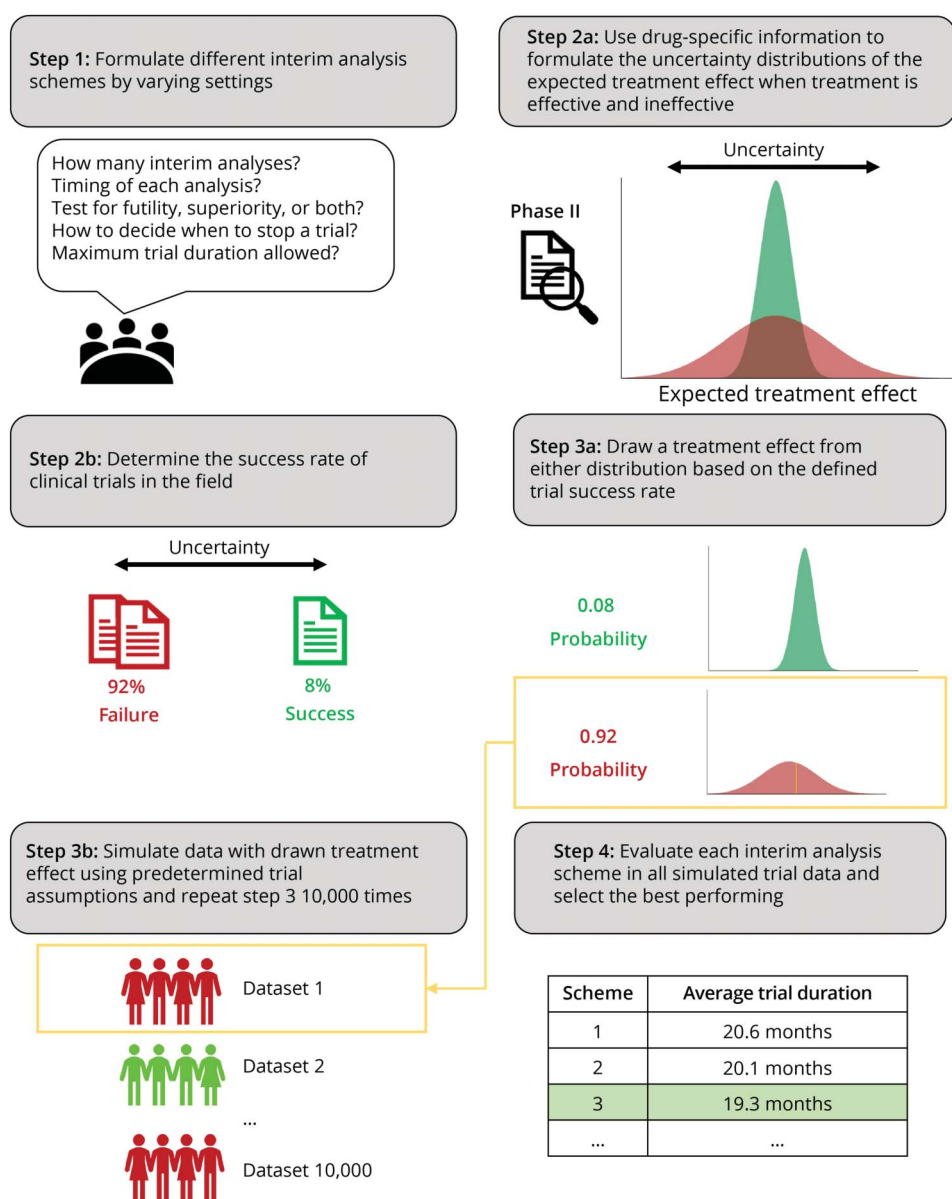 Step 1: Formulate different interim analysis
schemes by varying settings
How many interim analyses?
Timing of each analysis?
Test for futility, superiority, or both?
How to decide when to stop a trial?
Maximum trial duration allowed?
Step 2a: Use drug-specific information to
formulate the uncertainty distributions of the
expected treatment effect when treatment is
effective and ineffective
Uncertainty
Phase II
Expected treatment effect
Step 2b: Determine the success rate of
clinical trials in the field
Uncertainty
92%
Failure
8%
Success
Step 3a: Draw a treatment effect from
either distribution based on the defined
trial success rate
0.08
Probability
0.92
Probability
Step 3b: Simulate data with drawn treatment
effect using predetermined trial
assumptions and repeat step 3 10,000 times
Dataset 1
Dataset 2
...
Dataset 10,000
Step 4: Evaluate each interim analysis
scheme in all simulated trial data and
select the best performing
Scheme Average trial duration
1 20.6 months
2 20.1 months
3 19.3 months
... ...